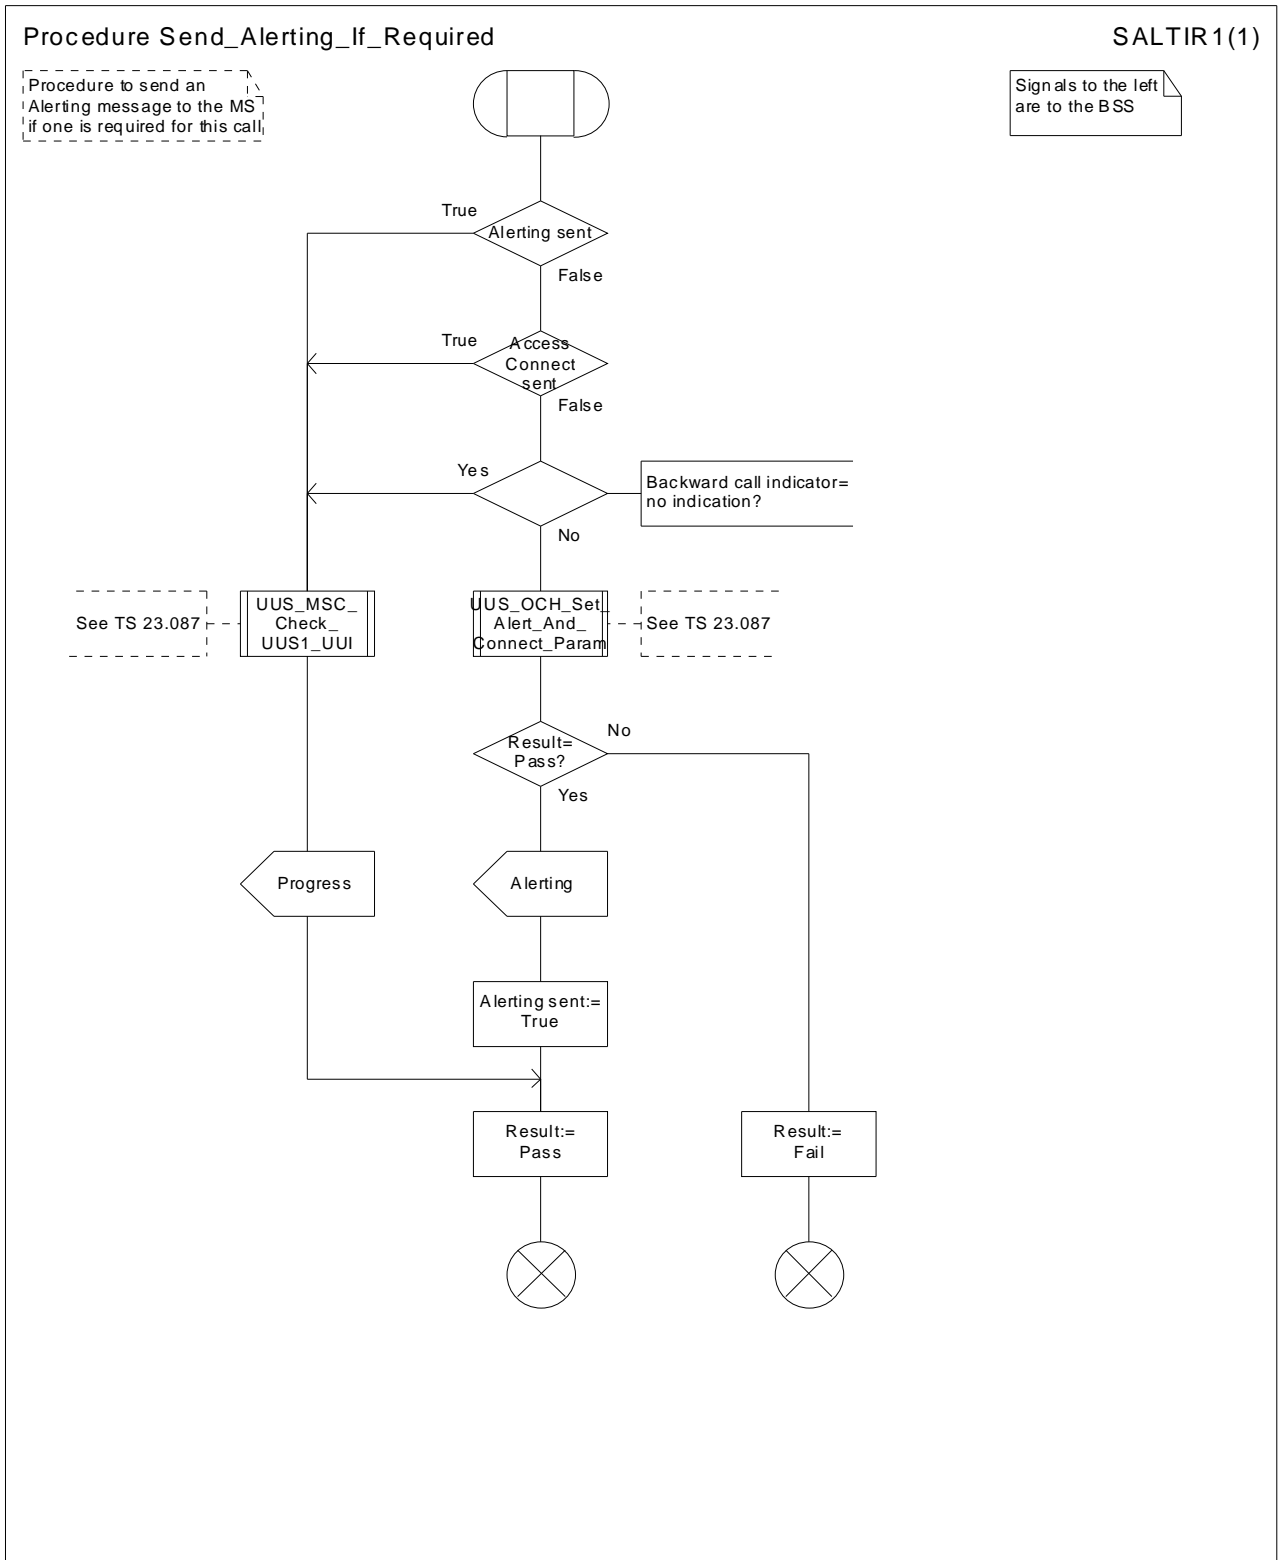 Procedure Send_Alerting_If_Required
SALTIR1(1)
Procedure to send an
Alerting message to the MS
if one is required for this call
Signals to the left
are to the BSS
True
Alerting sent
False
True
Access
Connect
sent
False
Yes
Backward call indicator=
no indication?
No
See TS 23.087
UUS_MSC_
Check_
UUS1_UUI
UUS_OCH_Set_
Alert_And_
Connect_Param
See TS 23.087
Result=
Pass?
No
Yes
Progress
Alerting
Alerting sent:=
True
Result:=
Pass
Result:=
Fail